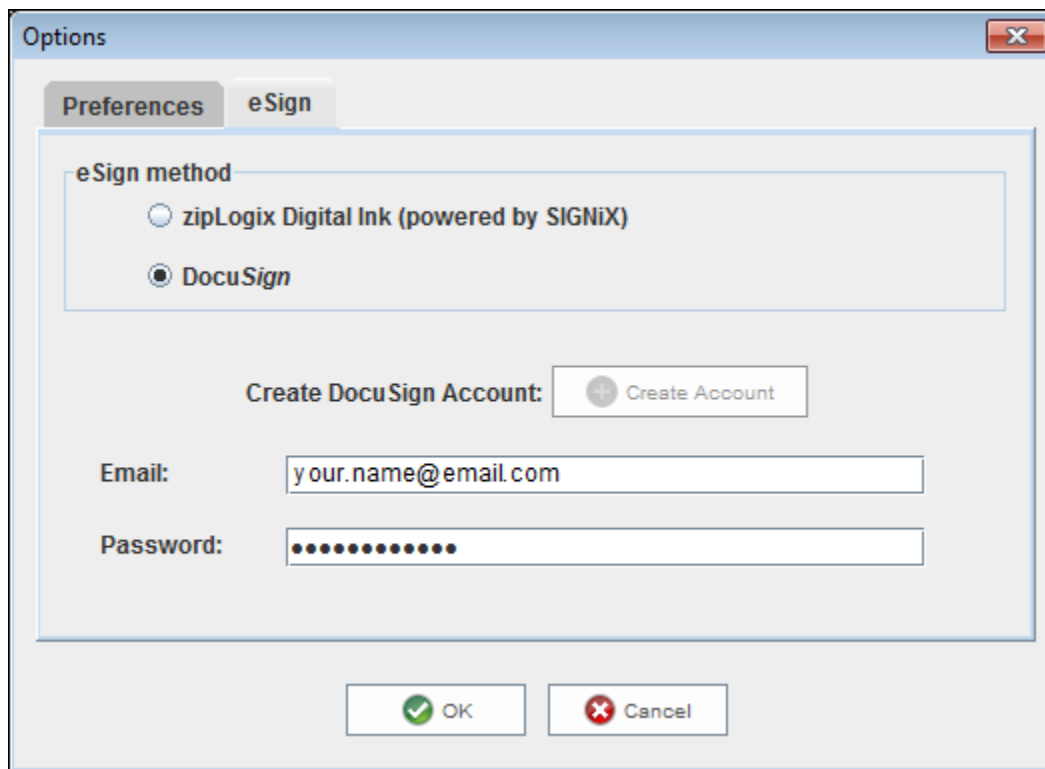 Options
Preferences eSign
eSign method
zipLogix Digital Ink (powered by SIGNiX)
DocuSign
Create DocuSign Account: Create Account
Email: your.name@email.com
Password: ••••••••••••
OK Cancel